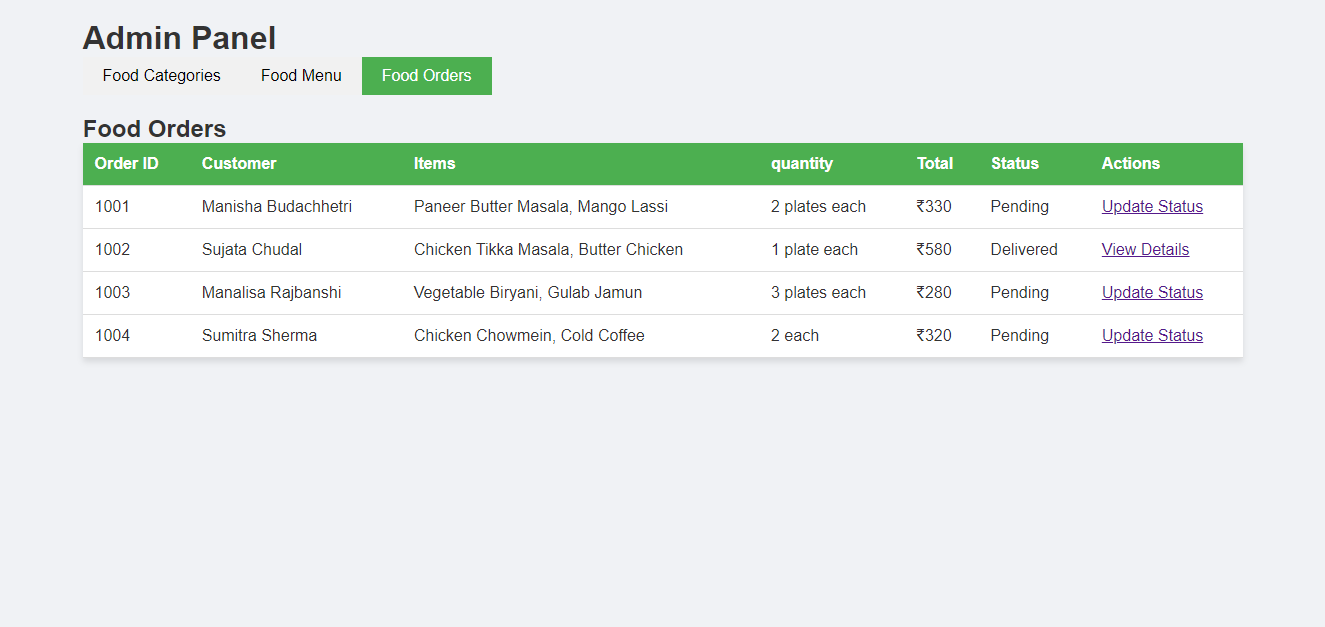 Admin Panel
Food Categories Food Menu Food Orders
Food Orders
Order ID Customer Items quantity Total Status Actions
1001 Manisha Budachhetri Paneer Butter Masala, Mango Lassi 2 plates each ₹330 Pending Update Status
1002 Sujata Chudal Chicken Tikka Masala, Butter Chicken 1 plate each ₹580 Delivered View Details
1003 Manalisa Rajbanshi Vegetable Biryani, Gulab Jamun 3 plates each ₹280 Pending Update Status
1004 Sumitra Sherma Chicken Chowmein, Cold Coffee 2 each ₹320 Pending Update Status